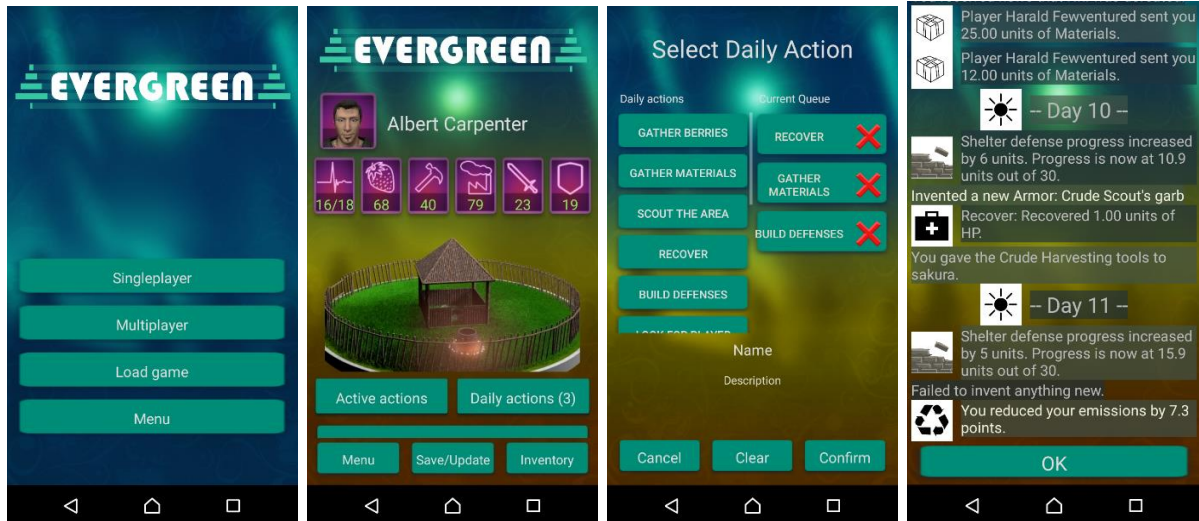 EVERGREEN
Singleplayer
Multiplayer
Load game
Menu
EVERGREEN
Albert Carpenter
16/18 68 40 79 23 19
Active actions
Daily actions (3)
Menu
Save/Update
Inventory
Select Daily Action
Daily actions
Current Queue
GATHER BERRIES
GATHER MATERIALS
SCOUT THE AREA
RECOVER
BUILD DEFENSES
LOOK FOR PLAYER
RECOVER
GATHER
MATERIALS
BUILD DEFENSES
Name
Description
Cancel
Clear
Confirm
Player Harald Fewventured sent you
25.00 units of Materials.
Player Harald Fewventured sent you
12.00 units of Materials.
-- Day 10 --
Shelter defense progress increased
by 6 units. Progress is now at 10.9
units out of 30.
Invented a new Armor: Crude Scout's garb
Recover: Recovered 1.00 units of
HP.
You gave the Crude Harvesting tools to
sakura.
-- Day 11 --
Shelter defense progress increased
by 5 units. Progress is now at 15.9
units out of 30.
Failed to invent anything new.
You reduced your emissions by 7.3
points.
OK